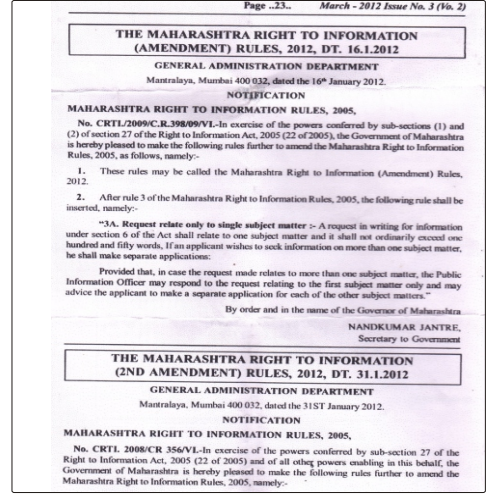 Page ..23.. March - 2012 Issue No. 3 (Vo. 2)
THE MAHARASHTRA RIGHT TO INFORMATION
(AMENDMENT) RULES, 2012, DT. 16.1.2012
GENERAL ADMINISTRATION DEPARTMENT
Mantralaya, Mumbai 400 032, dated the 16th January 2012.
NOTIFICATION
MAHARASHTRA RIGHT TO INFORMATION RULES, 2005,
No. CRTI./2009/C.R.398/09/VI.-In exercise of the powers conferred by sub-sections (1) and
(2) of section 27 of the Right to Information Act, 2005 (22 of 2005), the Government of Maharashtra
is hereby pleased to make the following rules further to amend the Maharashtra Right to Information
Rules, 2005, as follows, namely:-
1. These rules may be called the Maharashtra Right to Information (Amendment) Rules,
2012.
2. After rule 3 of the Maharashtra Right to Information Rules, 2005, the following rule shall be
inserted, namely:-
"3A. Request relate only to single subject matter :- A request in writing for information
under section 6 of the Act shall relate to one subject matter and it shall not ordinarily exceed one
hundred and fifty words, If an applicant wishes to seek information on more than one subject matter,
he shall make separate applications:
Provided that, in case the request made relates to more than one subject matter, the Public
Information Officer may respond to the request relating to the first subject matter only and may
advice the applicant to make a separate application for each of the other subject matters."
By order and in the name of the Governor of Maharashtra
NANDKUMAR JANTRE,
Secretary to Government
THE MAHARASHTRA RIGHT TO INFORMATION
(2ND AMENDMENT) RULES, 2012, DT. 31.1.2012
GENERAL ADMINISTRATION DEPARTMENT
Mantralaya, Mumbai 400 032, dated the 31ST January 2012.
NOTIFICATION
MAHARASHTRA RIGHT TO INFORMATION RULES, 2005,
No. CRTI. 2008/CR 356/VI.-In exercise of the powers conferred by sub-section 27 of the
Right to Information Act, 2005 (22 of 2005) and of all other powers enabling in this behalf, the
Government of Maharashtra is hereby pleased to make the following rules further to amend the
Maharashtra Right to Information Rules, 2005, namely:-